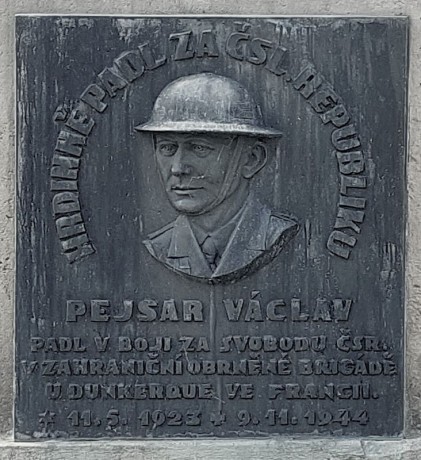 HRDINNĚ PADL ZA ČSL. REPUBLIKU
PEJSAR VÁCLAV
PADL V BOJI ZA SVOBODU ČSR.
V ZAHRANIČNÍ OBRNĚNÉ BRIGÁDĚ
U DUNKERQUE VE FRANCII.
* 11. 5. 1923 + 9. 11. 1944